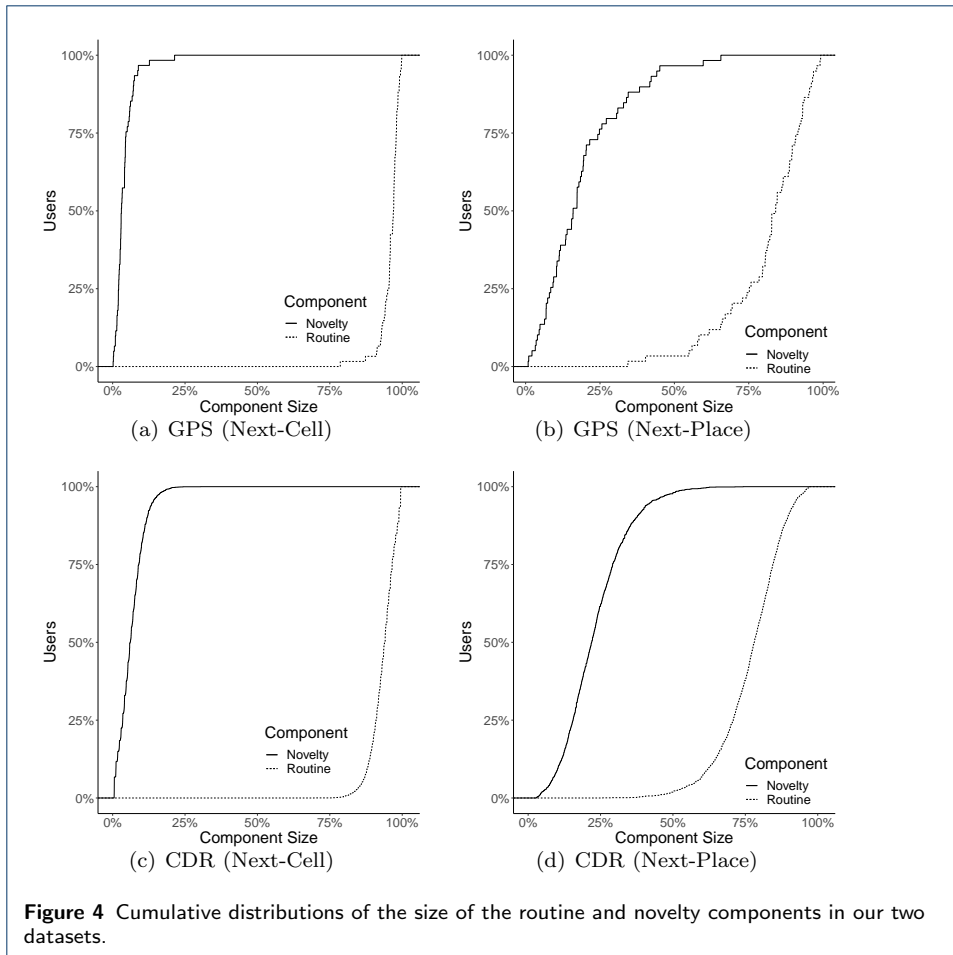 100%
75%
50%
25%
0%
Users
Component
Novelty
Routine
0% 25% 50% 75% 100%
Component Size
(a) GPS (Next-Cell)
100%
75%
50%
25%
0%
Users
Component
Novelty
Routine
0% 25% 50% 75% 100%
Component Size
(b) GPS (Next-Place)
100%
75%
50%
25%
0%
Users
Component
Novelty
Routine
0% 25% 50% 75% 100%
Component Size
(c) CDR (Next-Cell)
100%
75%
50%
25%
0%
Users
Component
Novelty
Routine
0% 25% 50% 75% 100%
Component Size
(d) CDR (Next-Place)
Figure 4 Cumulative distributions of the size of the routine and novelty components in our two
datasets.